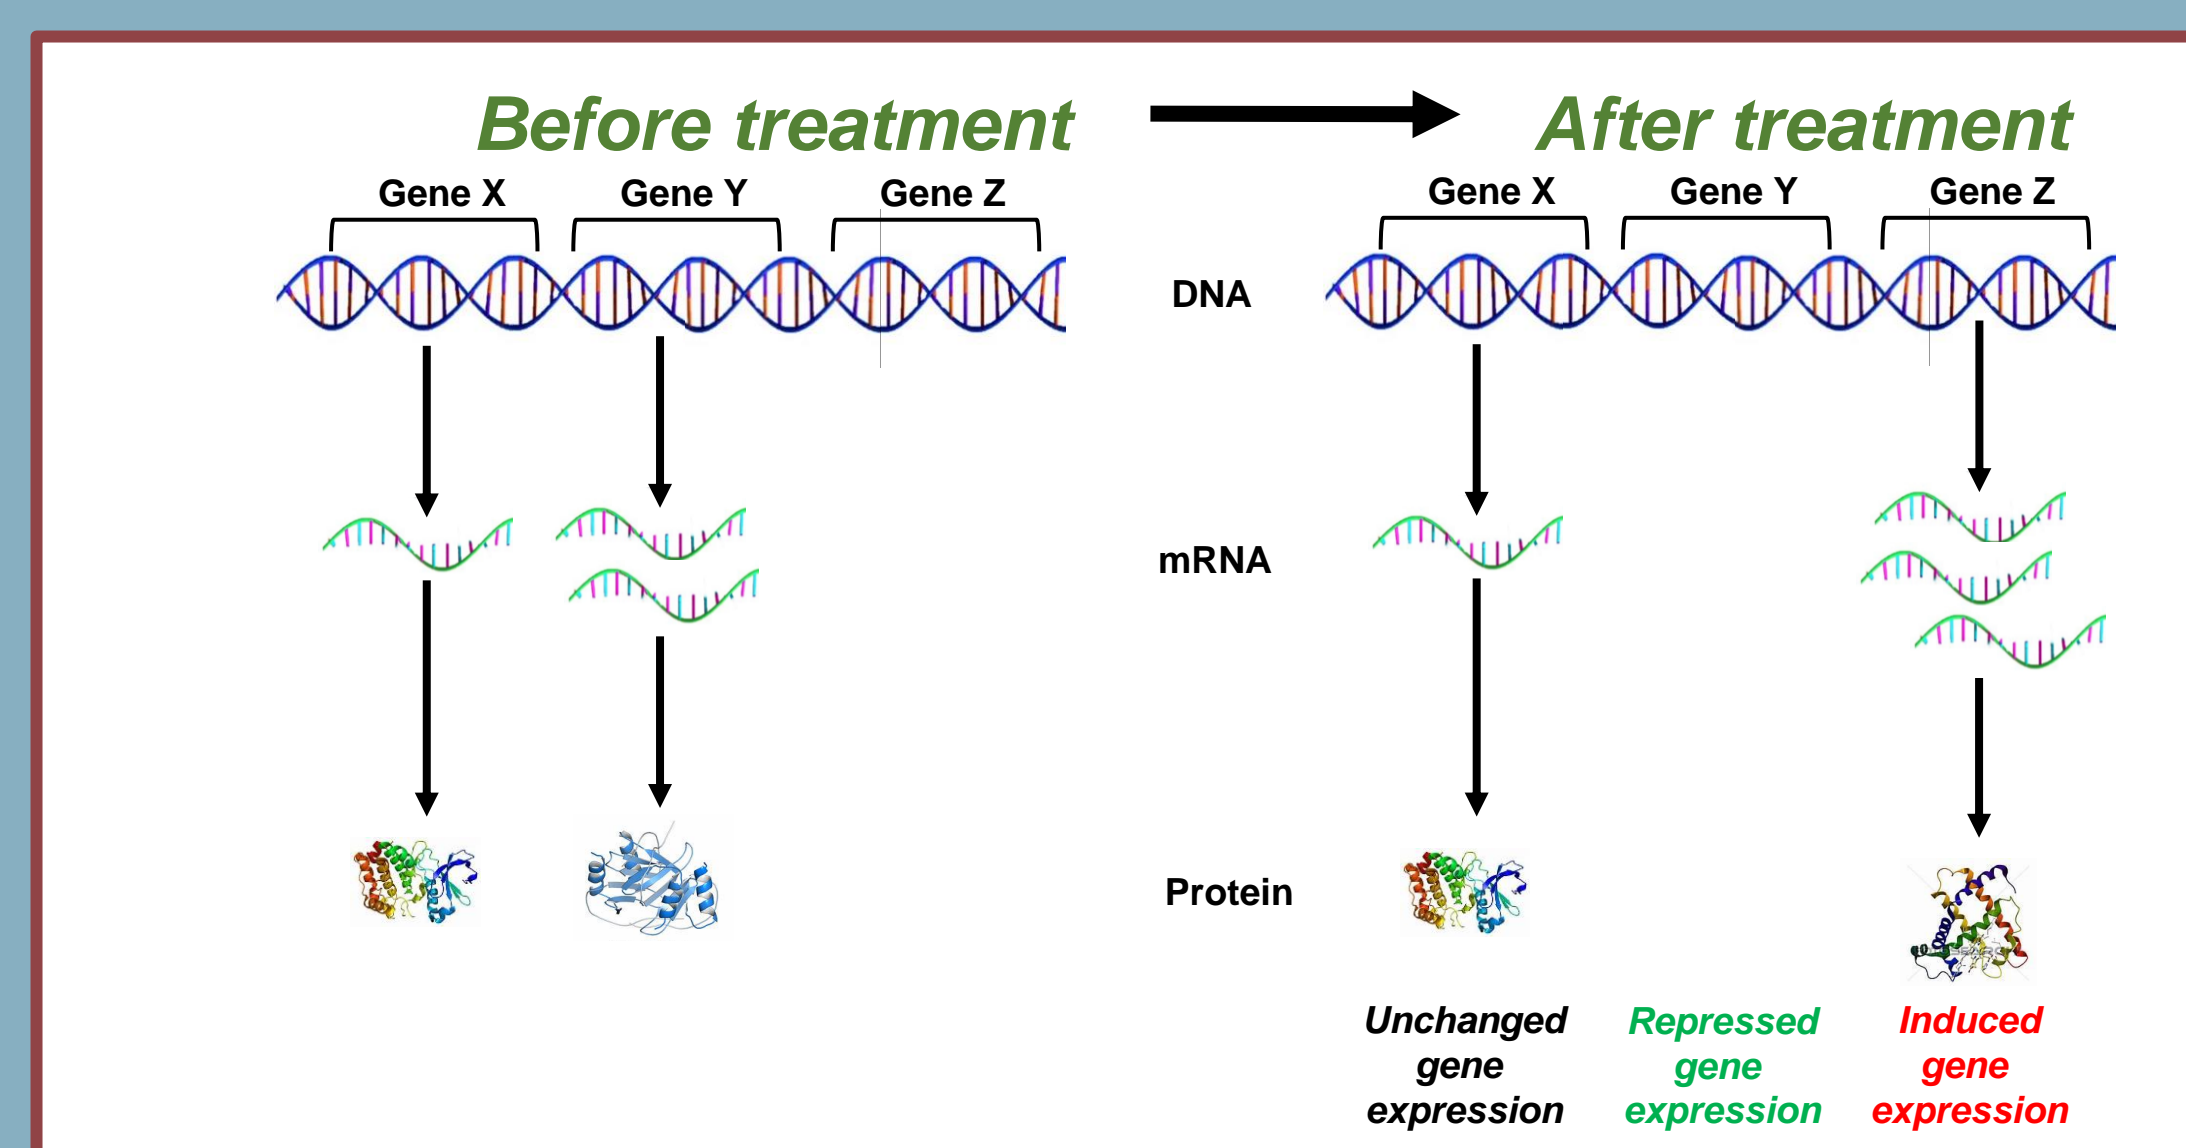 Before treatment
After treatment
Gene X
Gene Y
Gene Z
Gene X
Gene Y
Gene Z
DNA
mRNA
Protein
Unchanged
gene
expression
Repressed
gene
expression
Induced
gene
expression